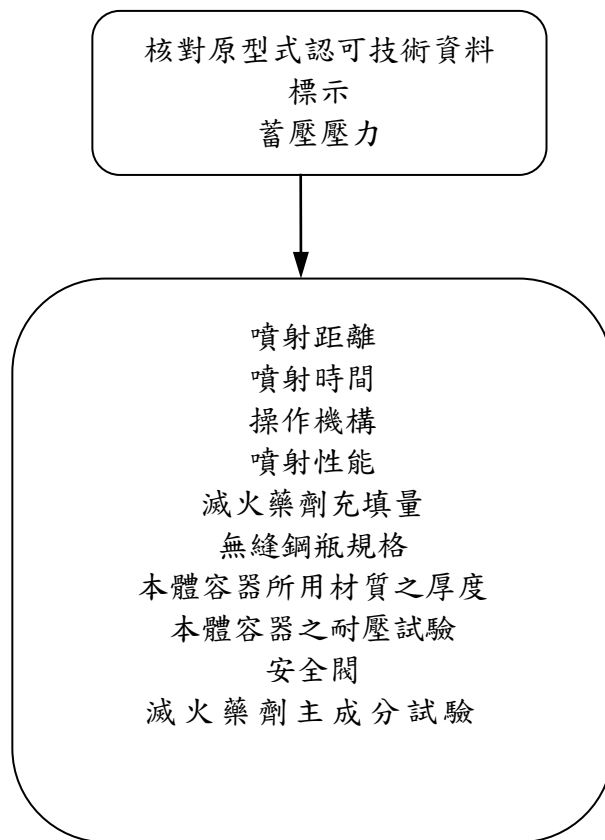 核對原型式認可技術資料
標示
蓄壓壓力
噴射距離
噴射時間
操作機構
噴射性能
滅火藥劑充填量
無縫鋼瓶規格
本體容器所用材質之厚度
本體容器之耐壓試驗
安全閥
滅火藥劑主成分試驗